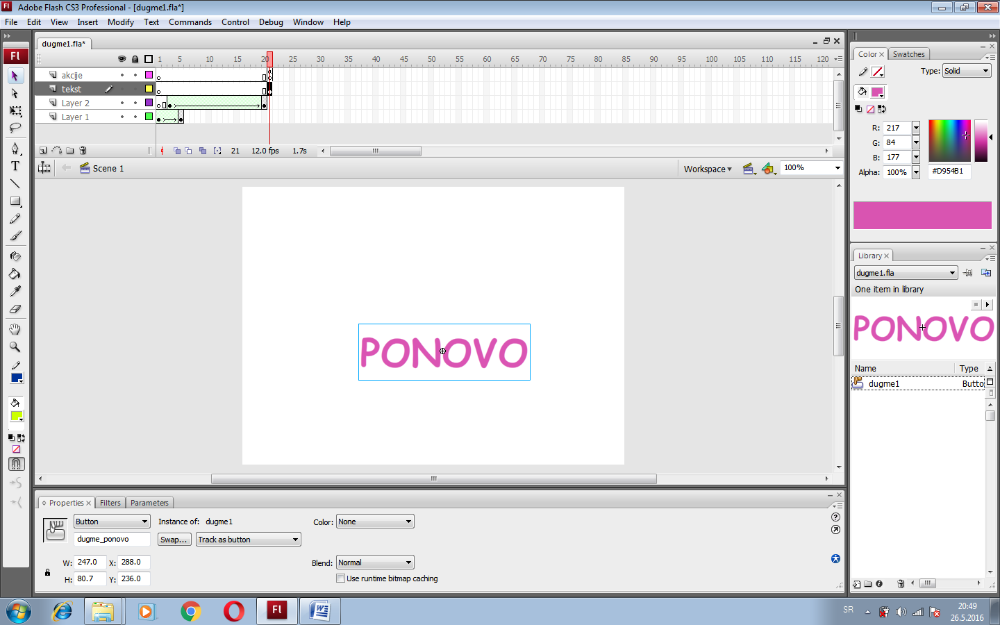 Adobe Flash CS3 Professional - [dugme1.fla*]
File Edit View Insert Modify Text Commands Control Debug Window Help
dugme1.fla*
1 5 10 15 20 25 30 35 40 45 50 55 60 65 70 75 80 85 90 95 100 105 110 115 120
akcije
tekst
Layer 2
Layer 1
21 12.0 fps 1.7s
Scene 1
Workspace
100%
PONOVO
Fl
T
Properties Filters Parameters
Button
Instance of: dugme1
Color: None
dugme_ponovo
Swap...
Track as button
W: 247.0 X: 288.0
Blend: Normal
H: 80.7 Y: 236.0
Use runtime bitmap caching
Color Swatches
Type: Solid
R: 217
G: 84
B: 177
Alpha: 100%
#D954B1
Library
dugme1.fla
One item in library
PONOVO
Name Type
dugme1 Butto
Fl
SR
20:49
26.5.2016